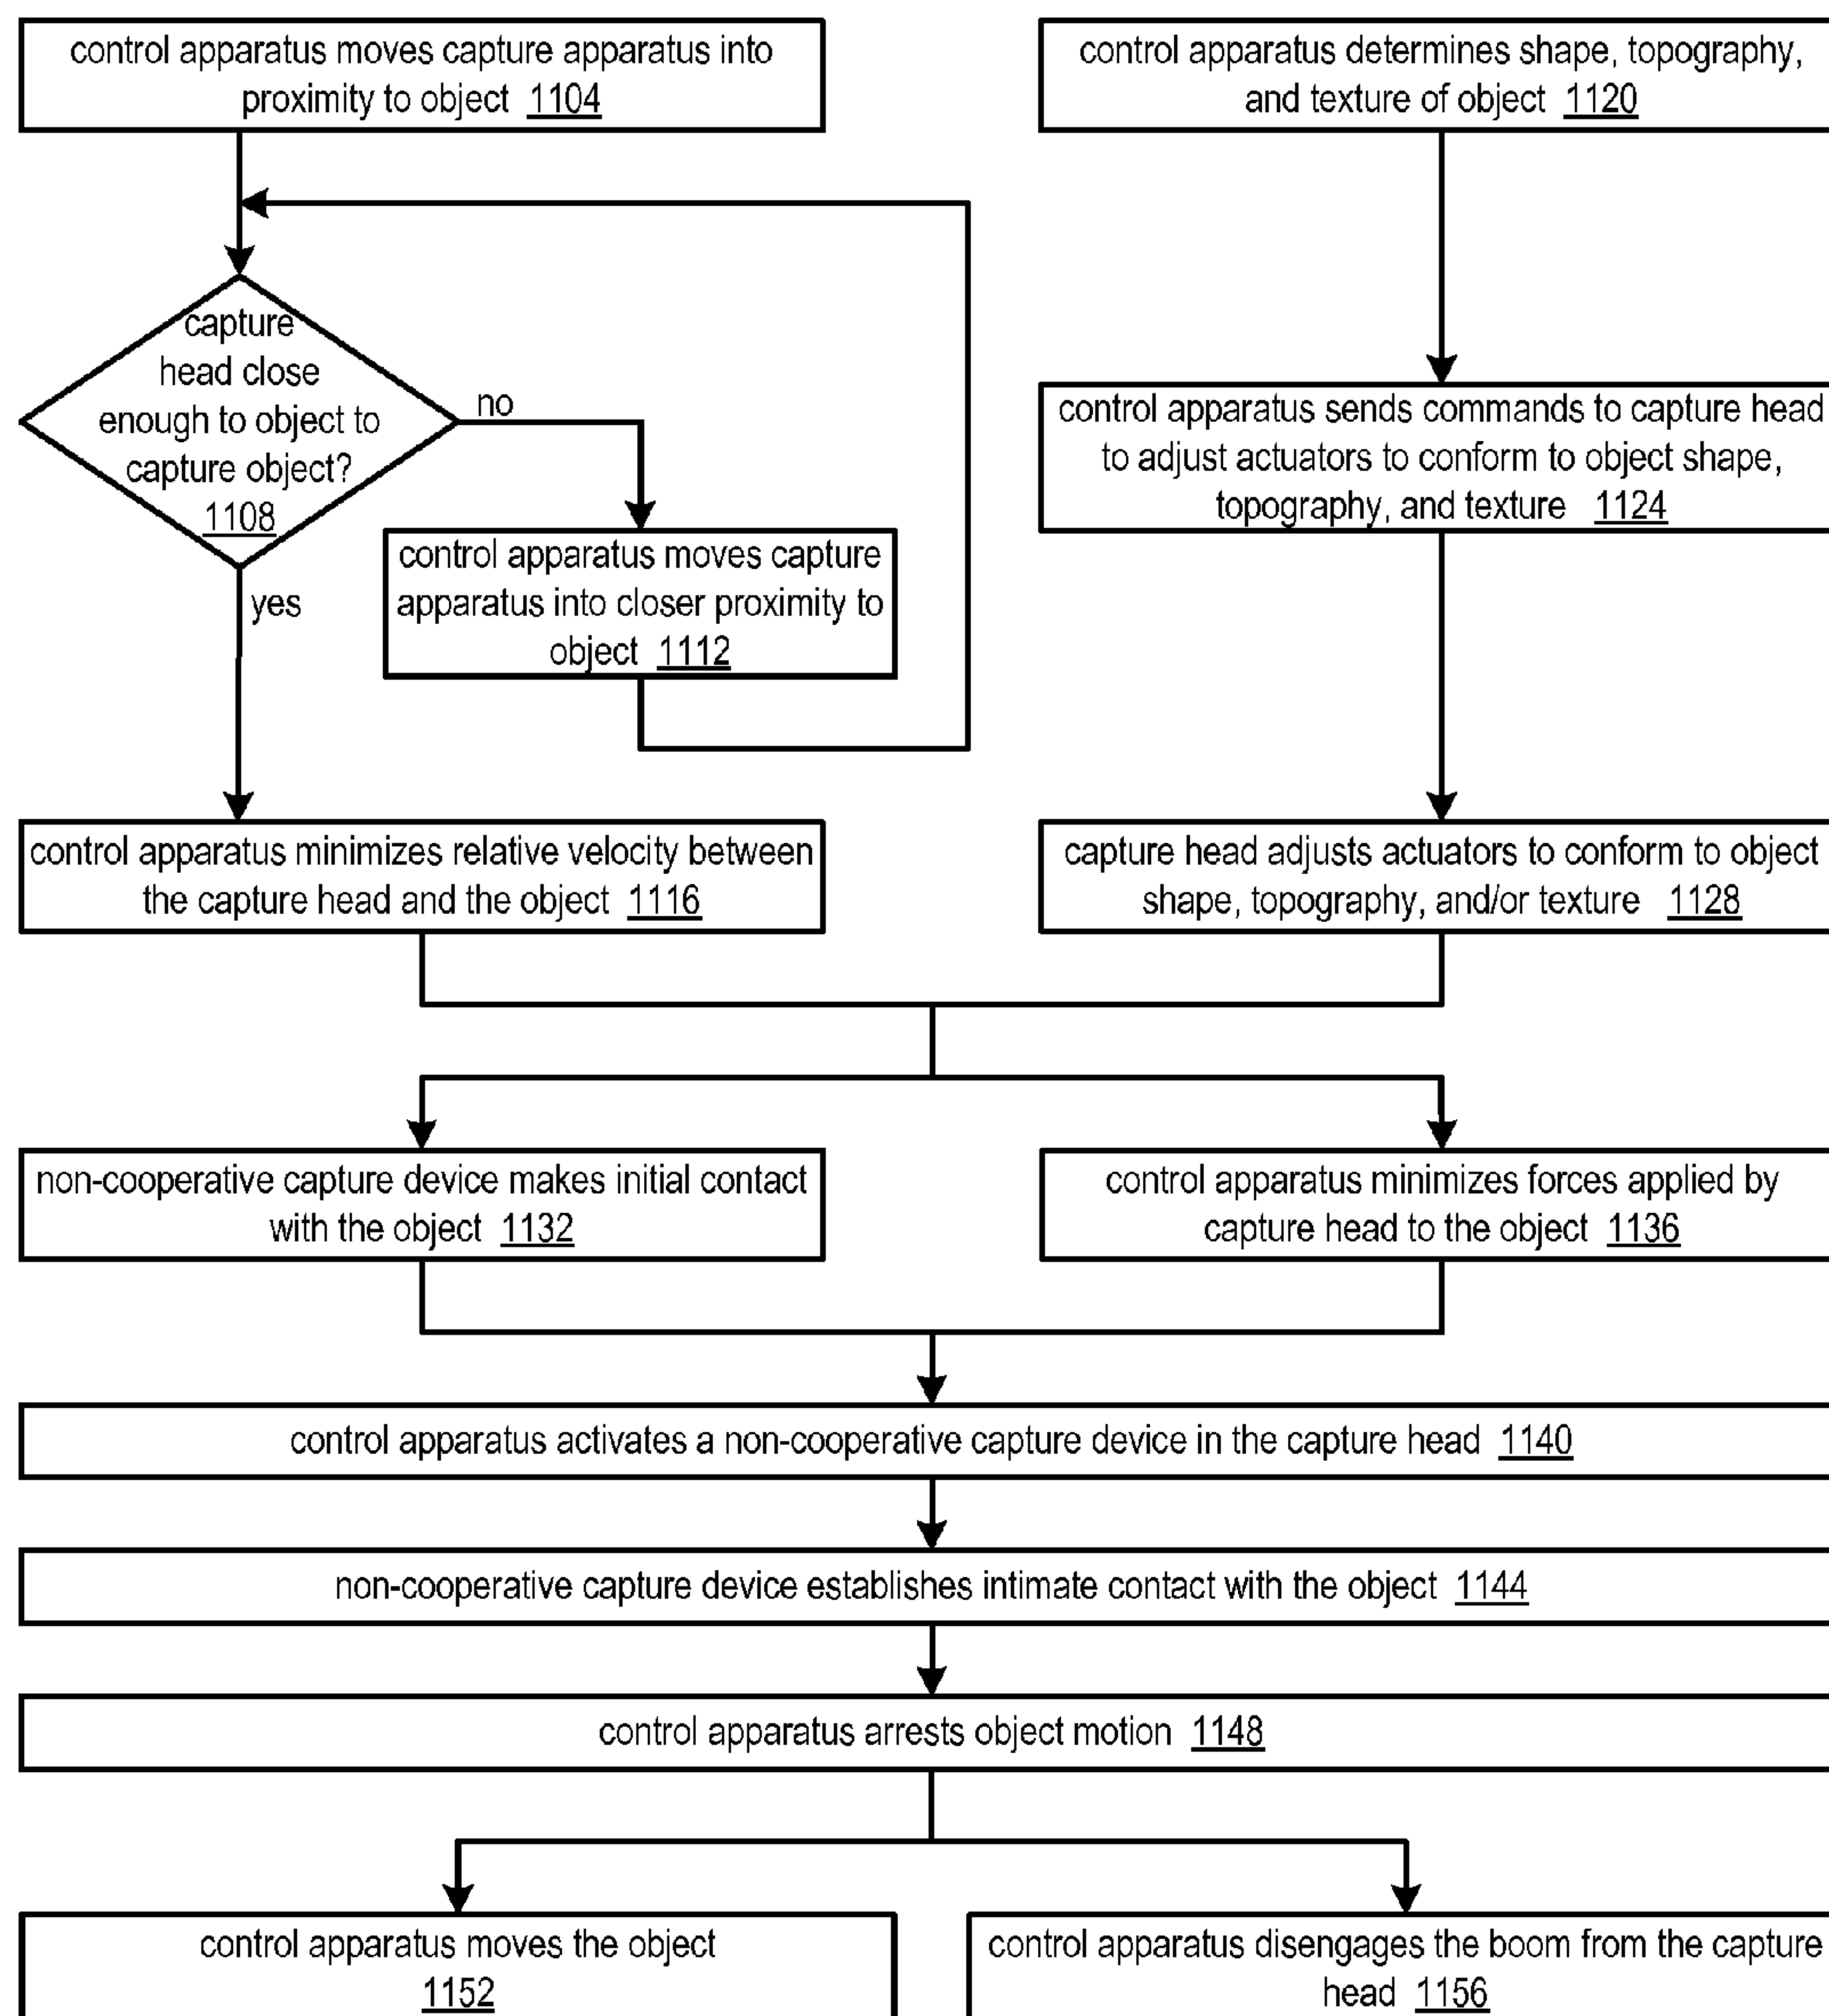 control apparatus moves capture apparatus into
proximity to object 1104
control apparatus determines shape, topography,
and texture of object 1120
capture
head close
enough to object to
capture object?
1108
no
yes
control apparatus moves capture
apparatus into closer proximity to
object 1112
control apparatus sends commands to capture head
to adjust actuators to conform to object shape,
topography, and texture 1124
control apparatus minimizes relative velocity between
the capture head and the object 1116
capture head adjusts actuators to conform to object
shape, topography, and/or texture 1128
non-cooperative capture device makes initial contact
with the object 1132
control apparatus minimizes forces applied by
capture head to the object 1136
control apparatus activates a non-cooperative capture device in the capture head 1140
non-cooperative capture device establishes intimate contact with the object 1144
control apparatus arrests object motion 1148
control apparatus moves the object
1152
control apparatus disengages the boom from the capture
head 1156